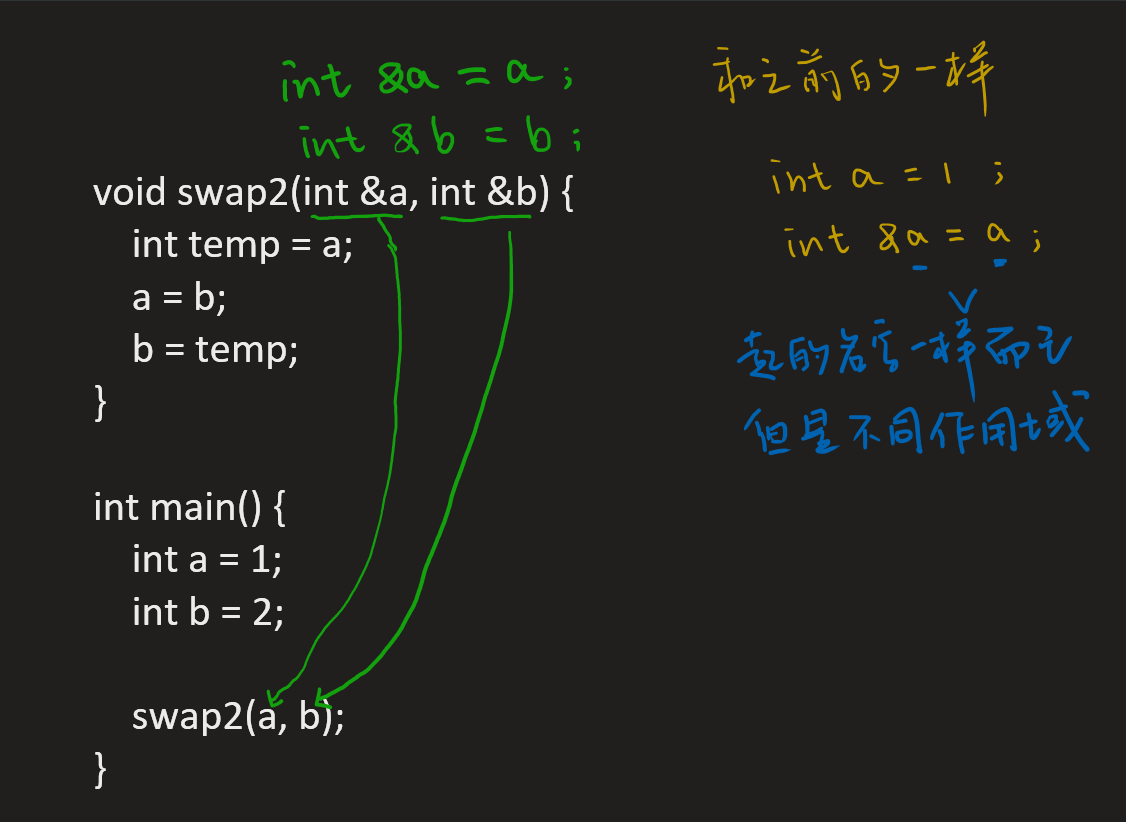 int &a = a;
int &b = b;
void swap2(int &a, int &b) {
int temp = a;
a = b;
b = temp;
}
int main() {
int a = 1;
int b = 2;
swap2(a, b);
}
和之前的一样
int a = 1;
int &a = a;
起的名字一样而已
但是不同作用域